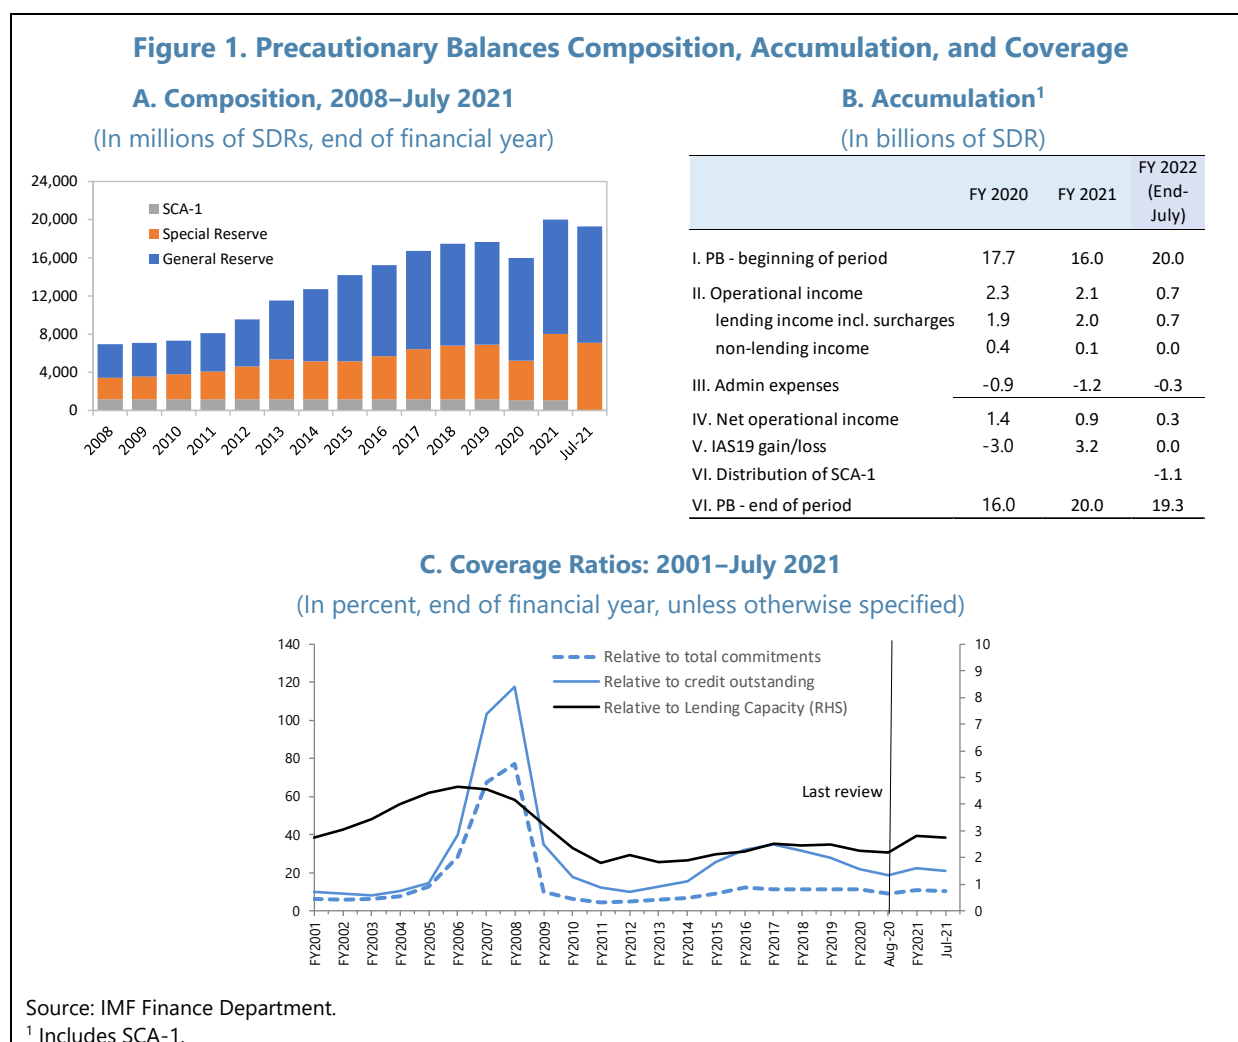 Figure 1. Precautionary Balances Composition, Accumulation, and Coverage
A. Composition, 2008–July 2021
(In millions of SDRs, end of financial year)
24,000
20,000
16,000
12,000
8,000
4,000
0
SCA-1
Special Reserve
General Reserve
2008 2009 2010 2011 2012 2013 2014 2015 2016 2017 2018 2019 2020 2021 Jul-21
B. Accumulation¹
(In billions of SDR)
FY 2020 FY 2021 FY 2022
(End-
July)
I. PB - beginning of period 17.7 16.0 20.0
II. Operational income 2.3 2.1 0.7
lending income incl. surcharges 1.9 2.0 0.7
non-lending income 0.4 0.1 0.0
III. Admin expenses -0.9 -1.2 -0.3
IV. Net operational income 1.4 0.9 0.3
V. IAS19 gain/loss -3.0 3.2 0.0
VI. Distribution of SCA-1 -1.1
VI. PB - end of period 16.0 20.0 19.3
C. Coverage Ratios: 2001–July 2021
(In percent, end of financial year, unless otherwise specified)
140
120
100
80
60
40
20
0
Relative to total commitments
Relative to credit outstanding
Relative to Lending Capacity (RHS)
Last review
10
9
8
7
6
5
4
3
2
1
0
FY2001 FY2002 FY2003 FY2004 FY2005 FY2006 FY2007 FY2008 FY2009 FY2010 FY2011 FY2012 FY2013 FY2014 FY2015 FY2016 FY2017 FY2018 FY2019 FY2020 Aug-20 FY2021 Jul-21
Source: IMF Finance Department.
¹ Includes SCA-1.